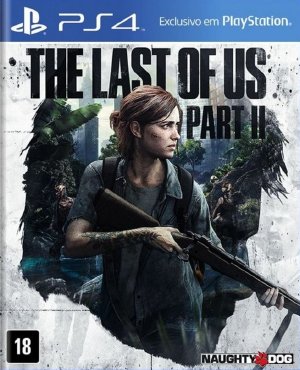 PS4
Exclusivo em PlayStation®
THE LAST OF US
PART II
18
NAUGHTY DOG